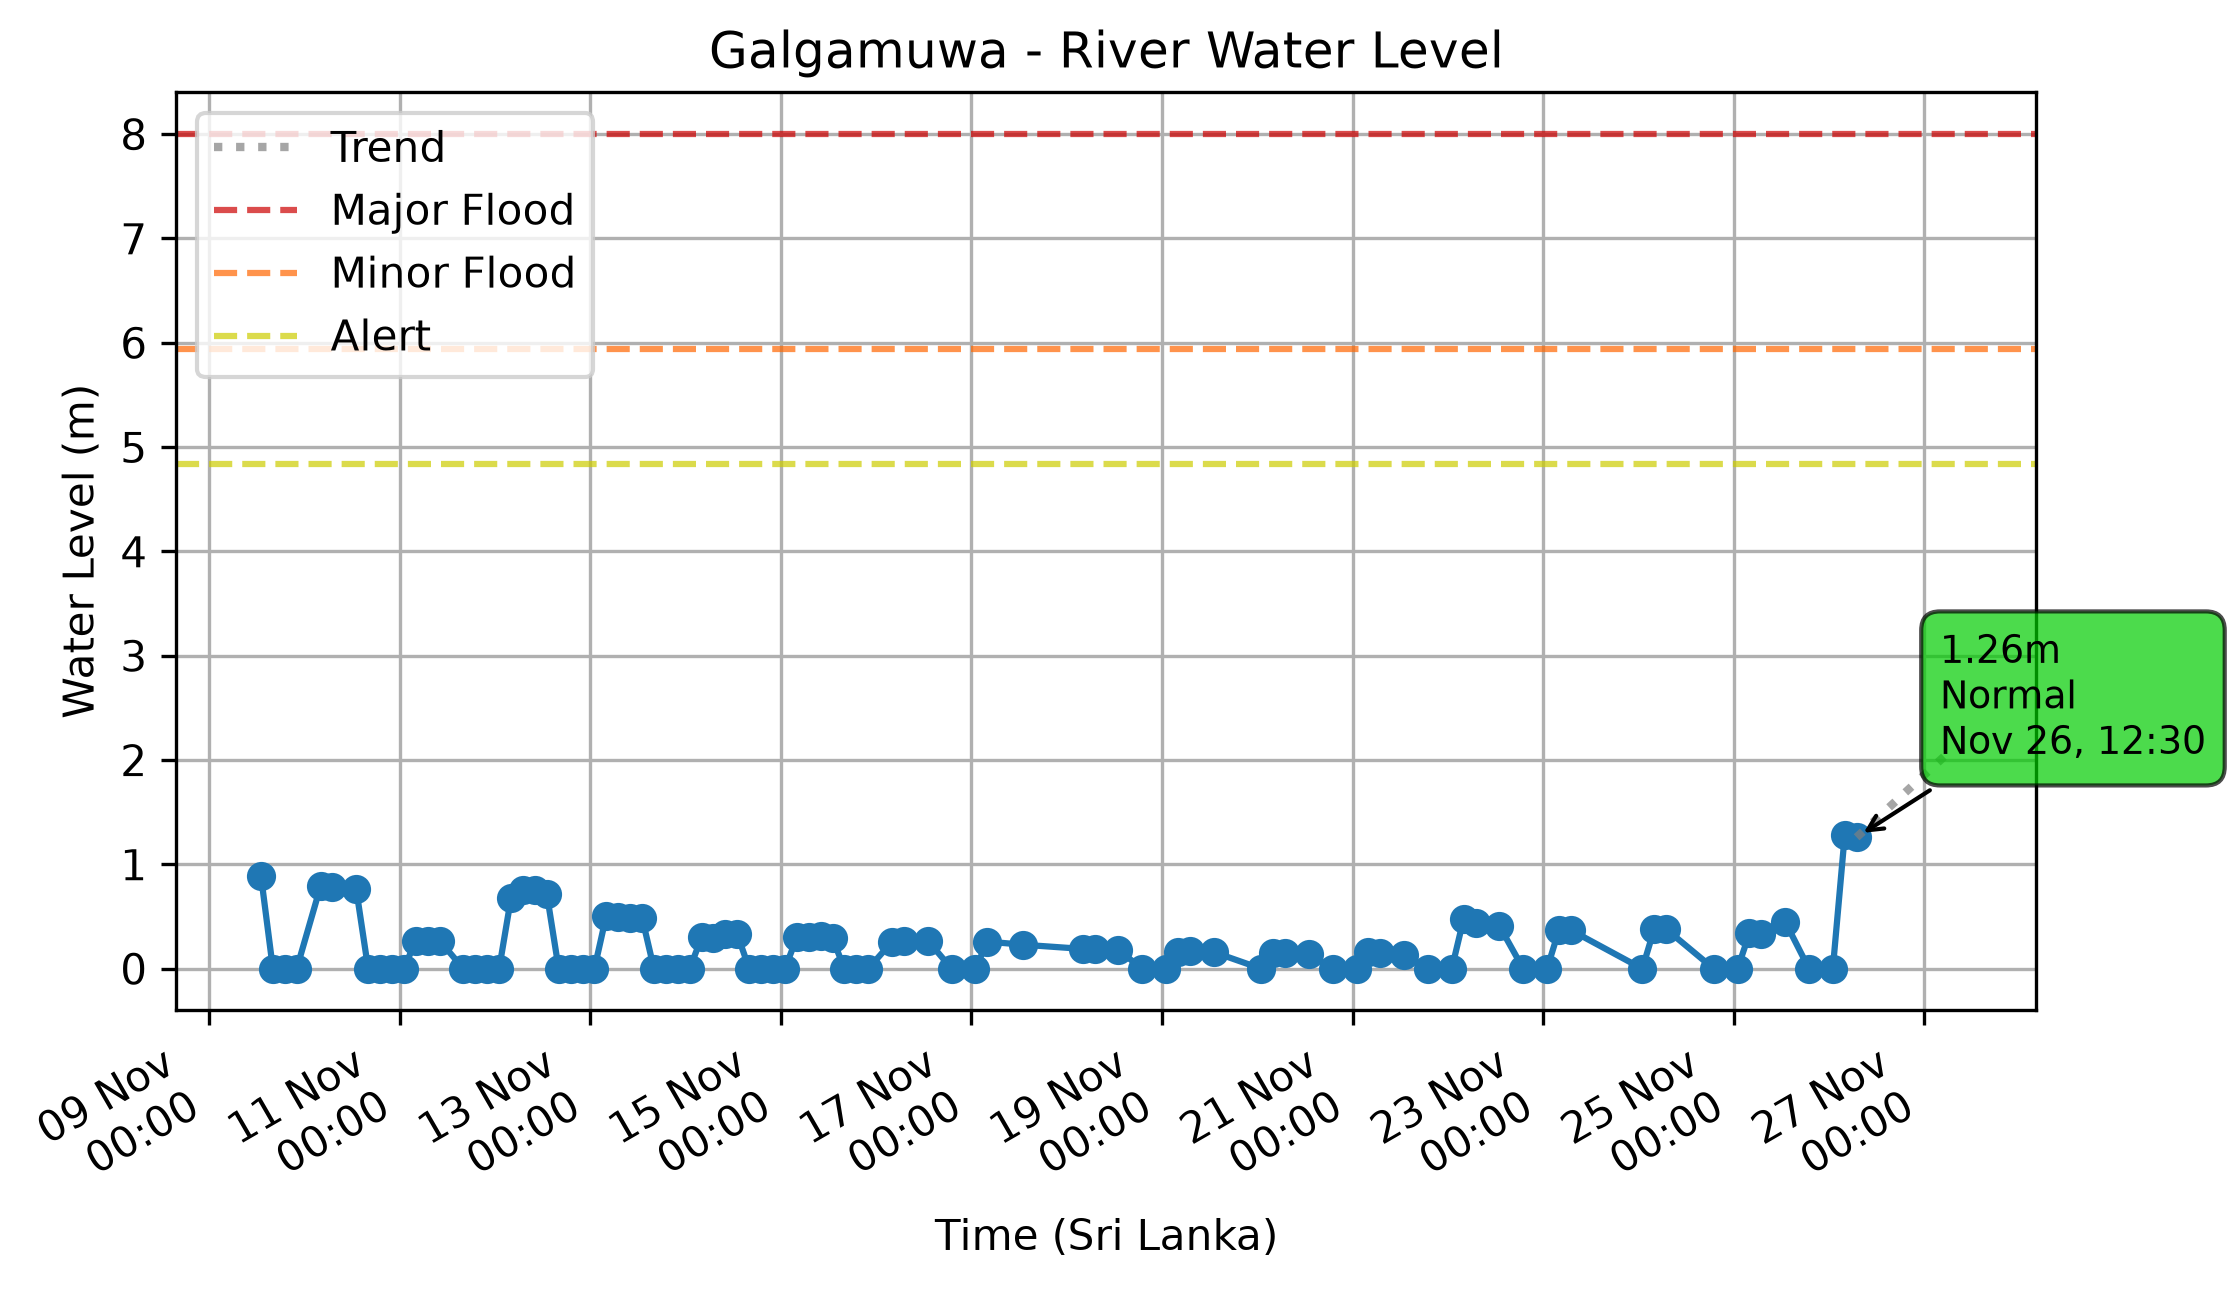 Galgamuwa - River Water Level
Trend
Major Flood
Minor Flood
Alert
8
7
6
5
4
3
2
1
0
Water Level (m)
1.26m
Normal
Nov 26, 12:30
09 Nov
00:00
11 Nov
00:00
13 Nov
00:00
15 Nov
00:00
17 Nov
00:00
19 Nov
00:00
21 Nov
00:00
23 Nov
00:00
25 Nov
00:00
27 Nov
00:00
Time (Sri Lanka)